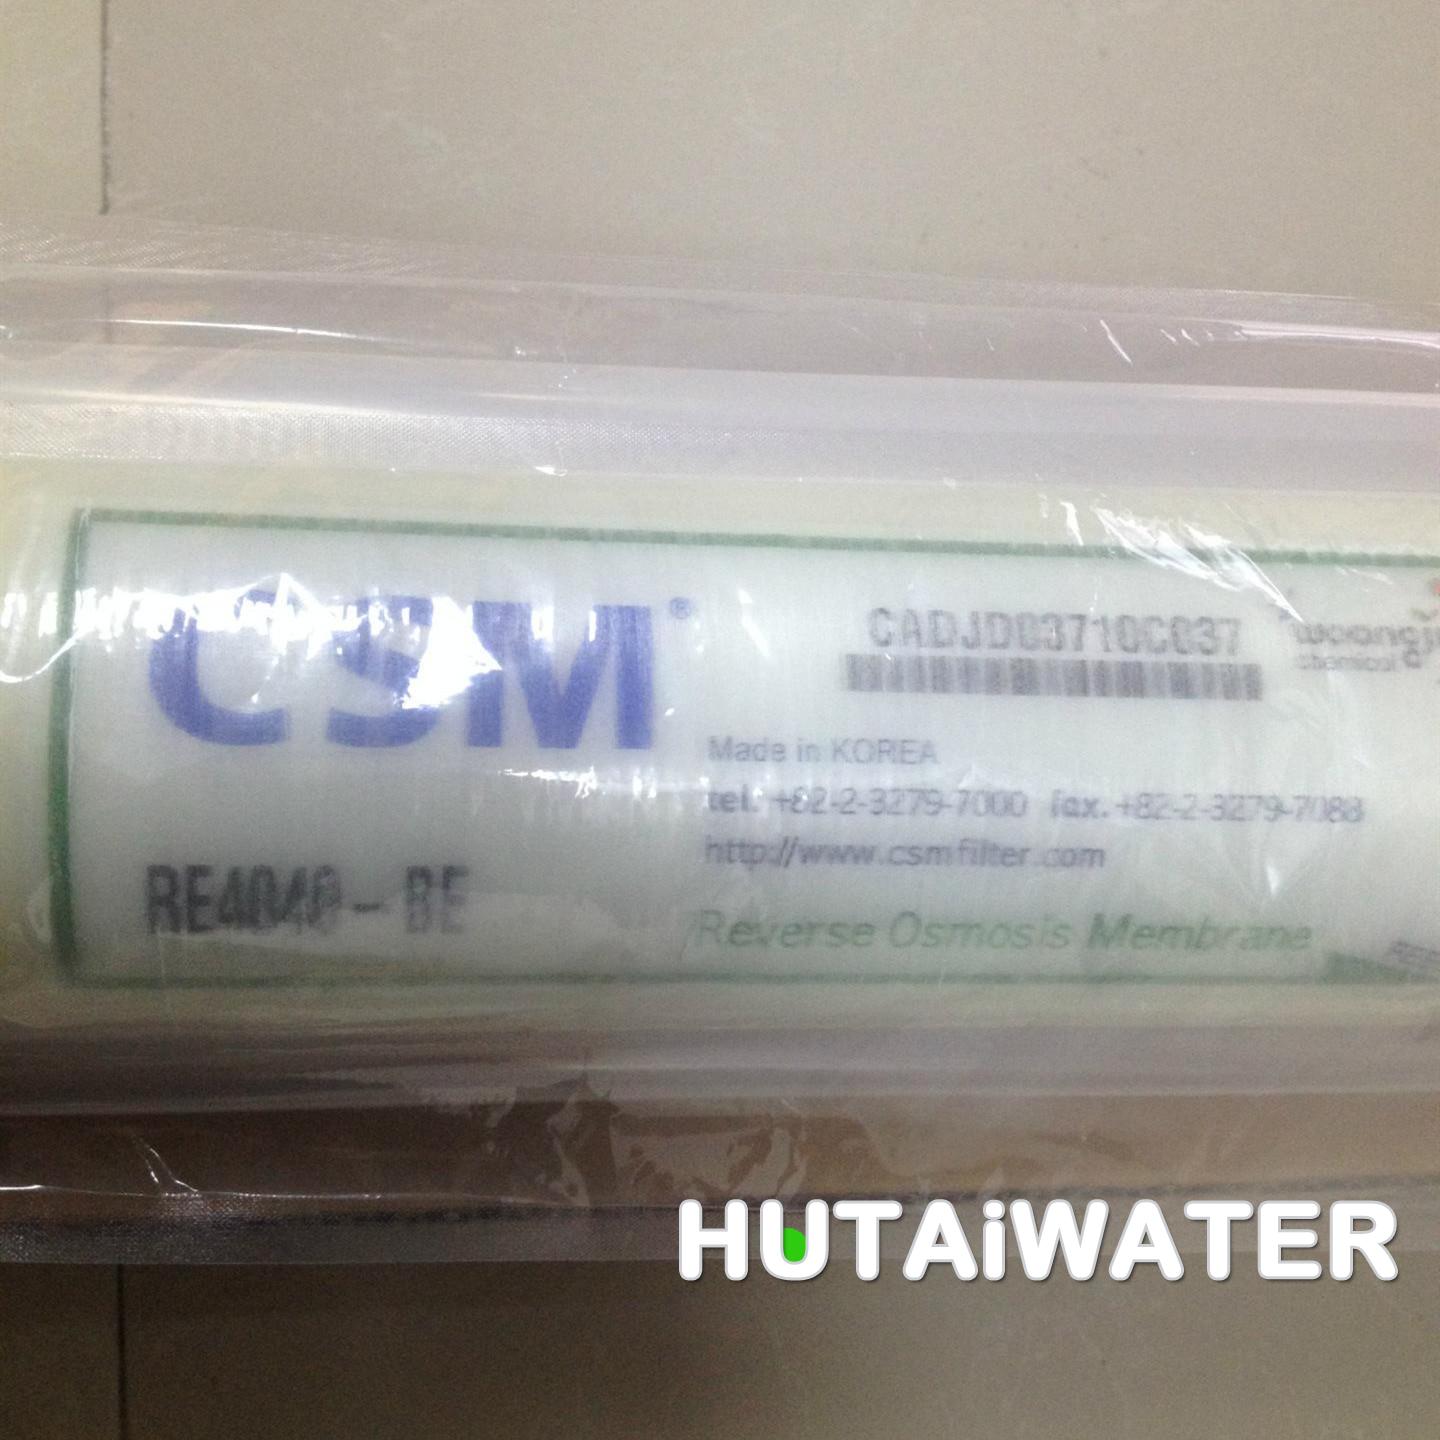 CSM®
CADJD03710C037
woongjin
chemical
Made in KOREA
tel. +82-2-3279-7000 fax. +82-2-3279-7088
http://www.csmfilter.com
RE4040 - BE
Reverse Osmosis Membrane
HUTAiWATER